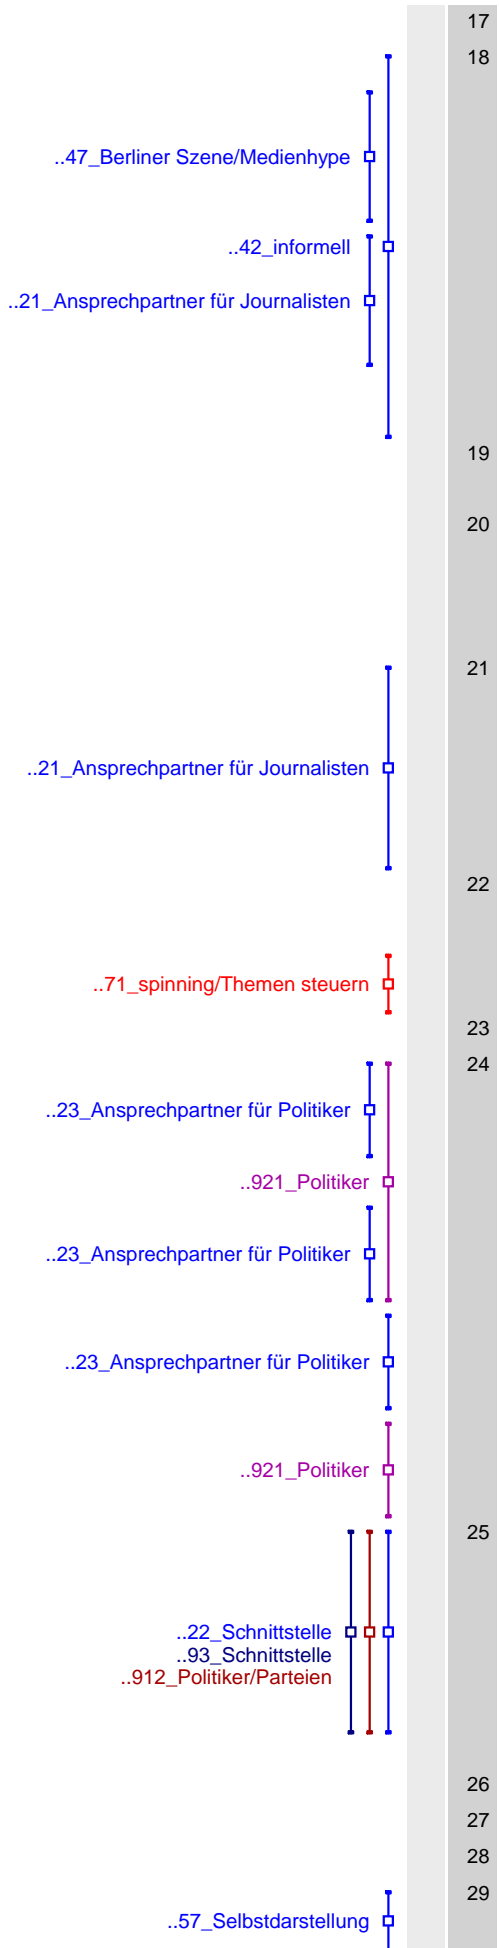 17
18
..47_Berliner Szene/Medienhype
..42_informell
..21_Ansprechpartner für Journalisten
19
20
21
..21_Ansprechpartner für Journalisten
22
..71_spinning/Themen steuern
23
24
..23_Ansprechpartner für Politiker
..921_Politiker
..23_Ansprechpartner für Politiker
..23_Ansprechpartner für Politiker
..921_Politiker
25
..22_Schnittstelle
..93_Schnittstelle
..912_Politiker/Parteien
26
27
28
29
..57_Selbstdarstellung